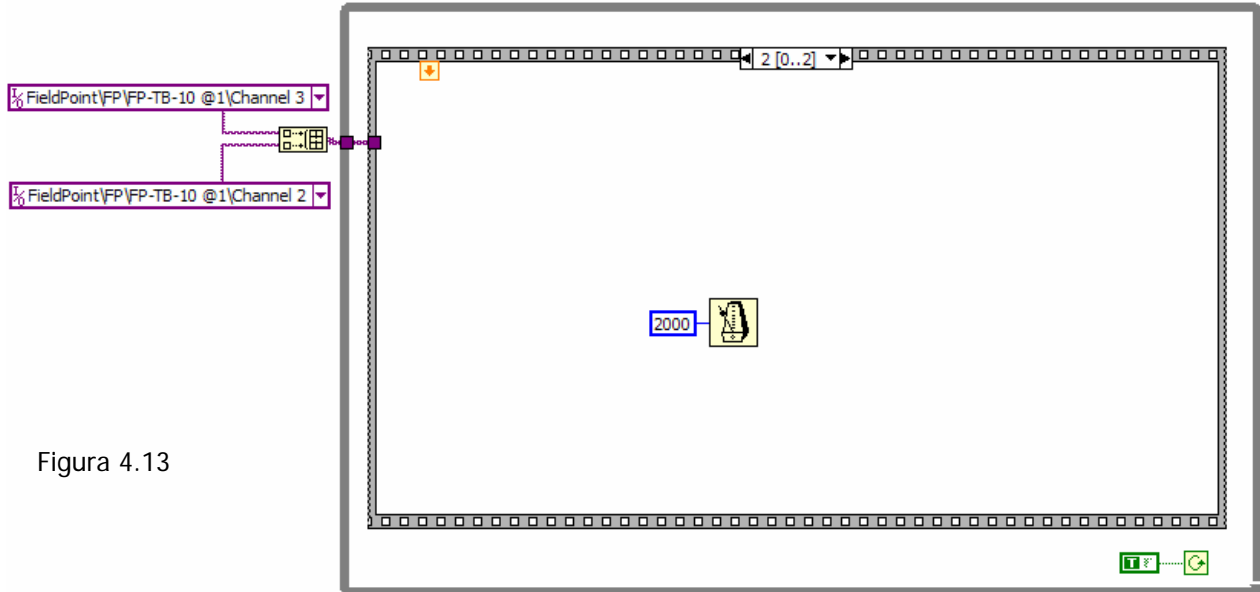 2 [0..2]
I/O FieldPoint\FP\FP-TB-10 @1\Channel 3
I/O FieldPoint\FP\FP-TB-10 @1\Channel 2
2000
Figura 4.13
T F